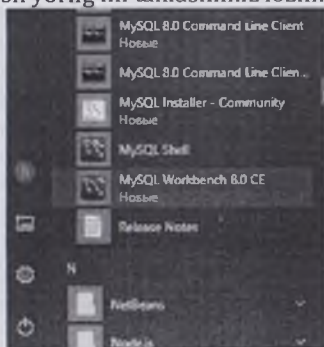 MySQL 8.0 Command Line Client
Новые
MySQL 8.0 Command Line Clien...
MySQL Installer - Community
Новые
MySQL Shell
MySQL Workbench 8.0 CE
Новые
Release Notes
N
NetBeans
Node.js